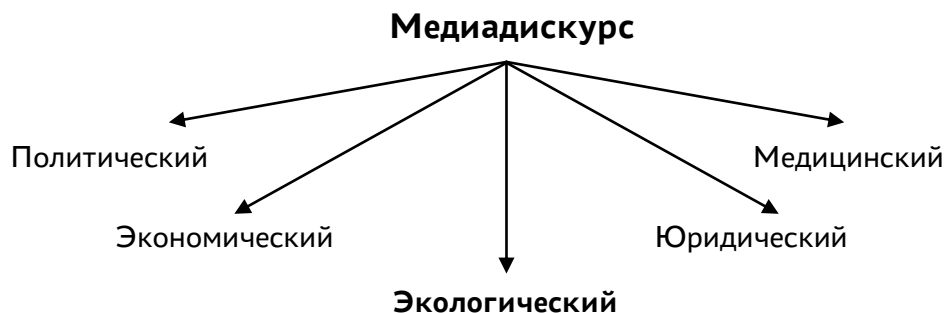 Медиадискурс
Политический
Медицинский
Экономический
Юридический
Экологический